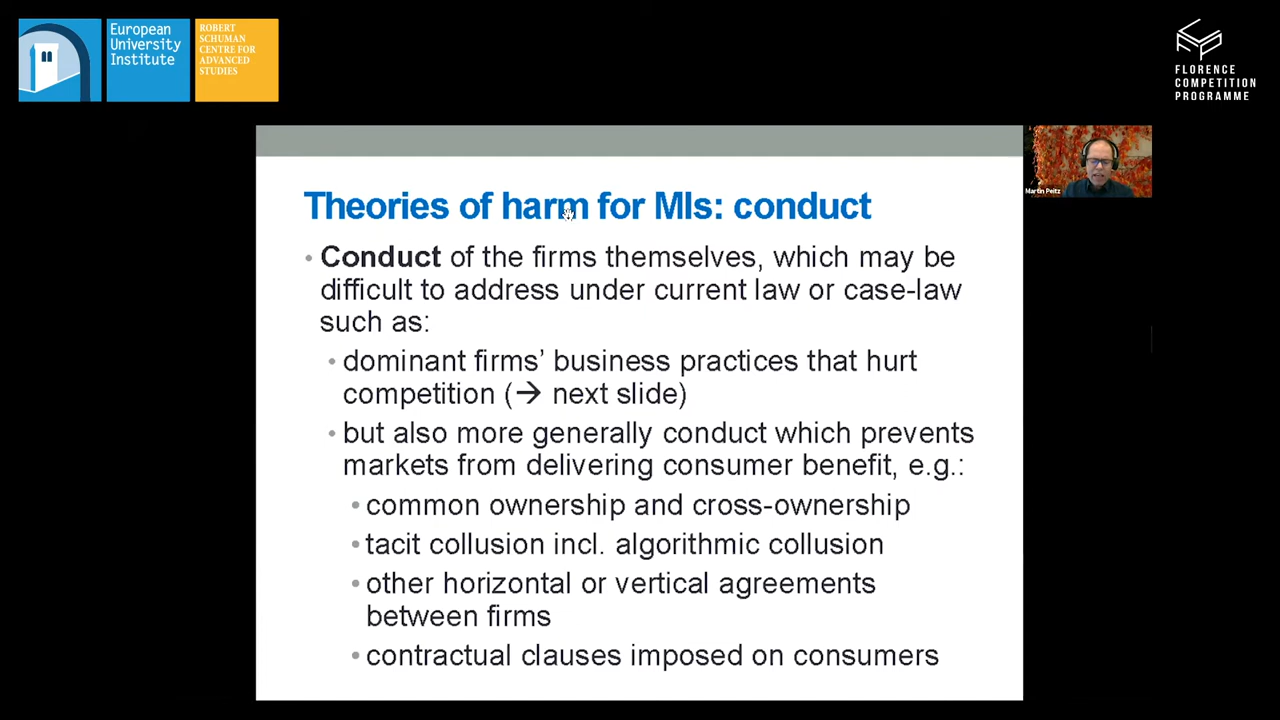 European
University
Institute
ROBERT
SCHUMAN
CENTRE FOR
ADVANCED
STUDIES
FLORENCE
COMPETITION
PROGRAMME
Martin Peitz
Theories of harm for MIs: conduct
• Conduct of the firms themselves, which may be
difficult to address under current law or case-law
such as:
• dominant firms’ business practices that hurt
competition (→ next slide)
• but also more generally conduct which prevents
markets from delivering consumer benefit, e.g.:
• common ownership and cross-ownership
• tacit collusion incl. algorithmic collusion
• other horizontal or vertical agreements
between firms
• contractual clauses imposed on consumers